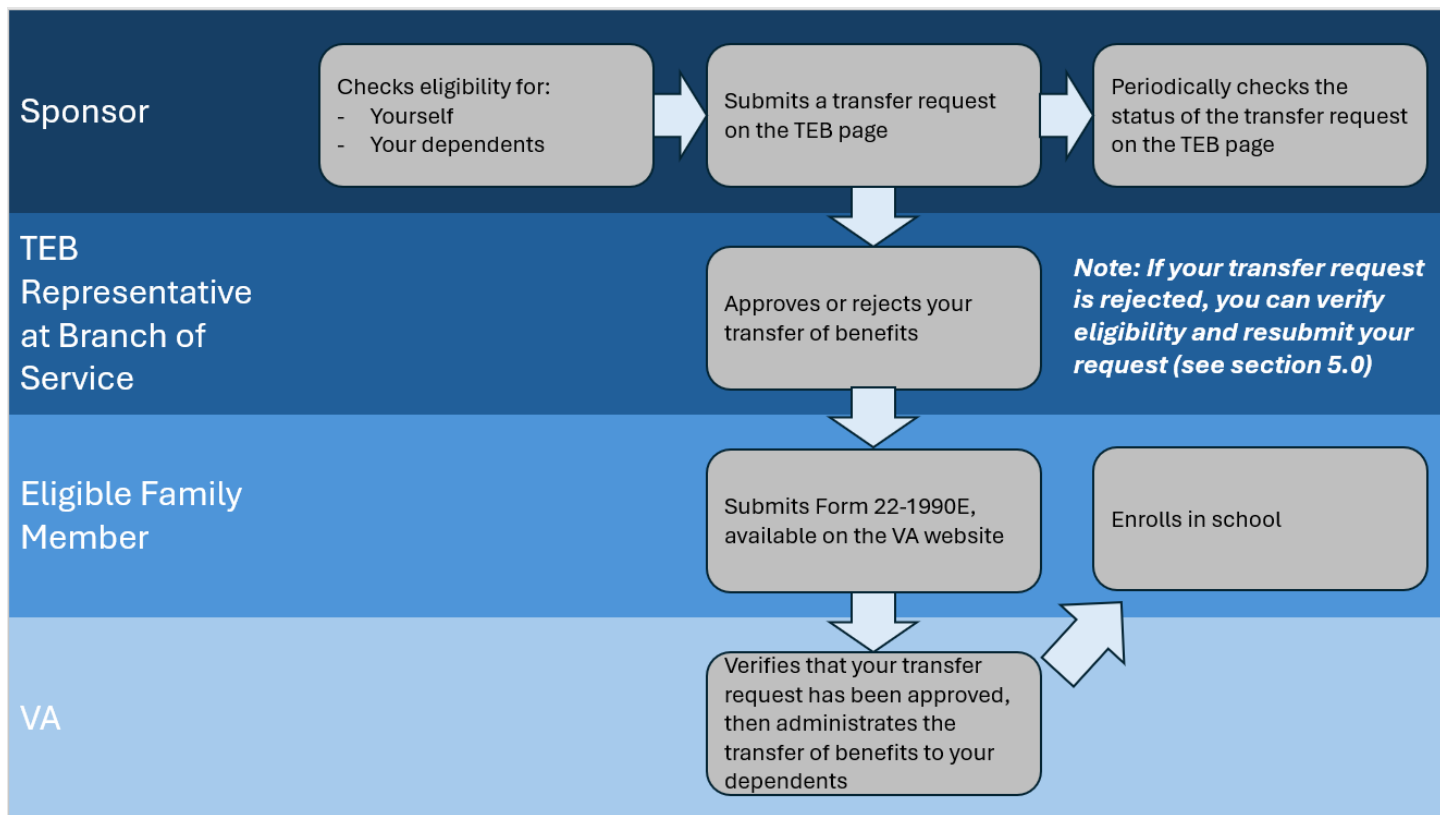 Sponsor
Checks eligibility for:
- Yourself
- Your dependents
Submits a transfer request
on the TEB page
Periodically checks the
status of the transfer request
on the TEB page
TEB
Representative
at Branch of
Service
Approves or rejects your
transfer of benefits
Note: If your transfer request
is rejected, you can verify
eligibility and resubmit your
request (see section 5.0)
Eligible Family
Member
Submits Form 22-1990E,
available on the VA website
Enrolls in school
VA
Verifies that your transfer
request has been approved,
then administrates the
transfer of benefits to your
dependents